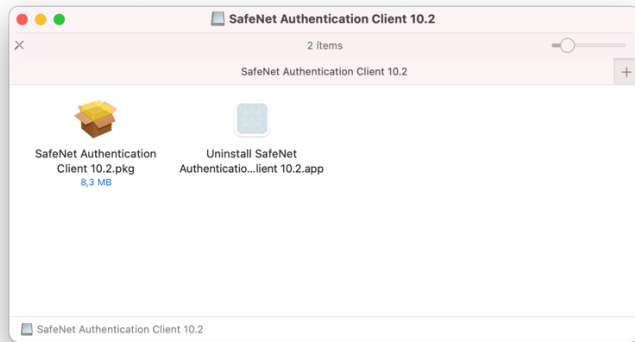 SafeNet Authentication Client 10.2
2 ítems
SafeNet Authentication Client 10.2
SafeNet Authentication
Client 10.2.pkg
8,3 MB
Uninstall SafeNet
Authenticatio...lient 10.2.app
SafeNet Authentication Client 10.2